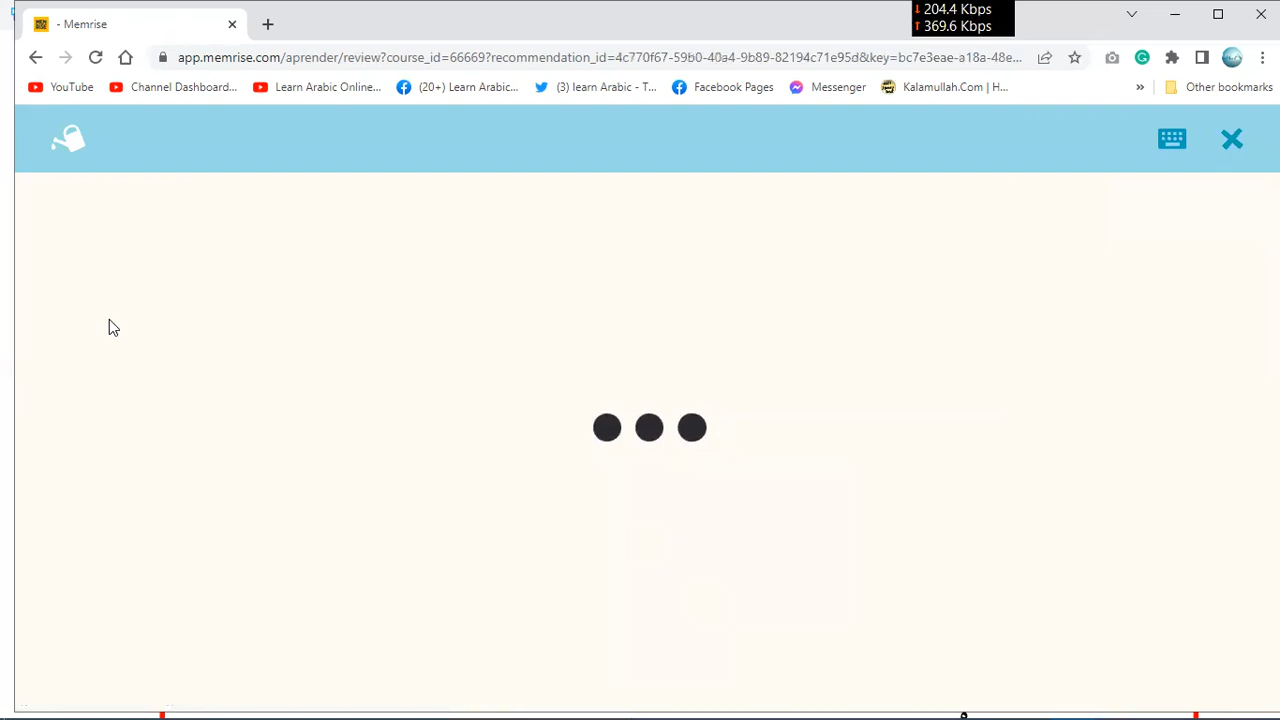 204.4 Kbps
369.6 Kbps
- Memrise
app.memrise.com/aprender/review?course_id=66669?recommendation_id=4c770f67-59b0-40a4-9b89-82194c71e95d&key=bc7e3eae-a18a-48e...
YouTube
Channel Dashboard...
Learn Arabic Online...
(20+) Learn Arabic...
(3) learn Arabic - T...
Facebook Pages
Messenger
Kalamullah.Com | H...
»
Other bookmarks